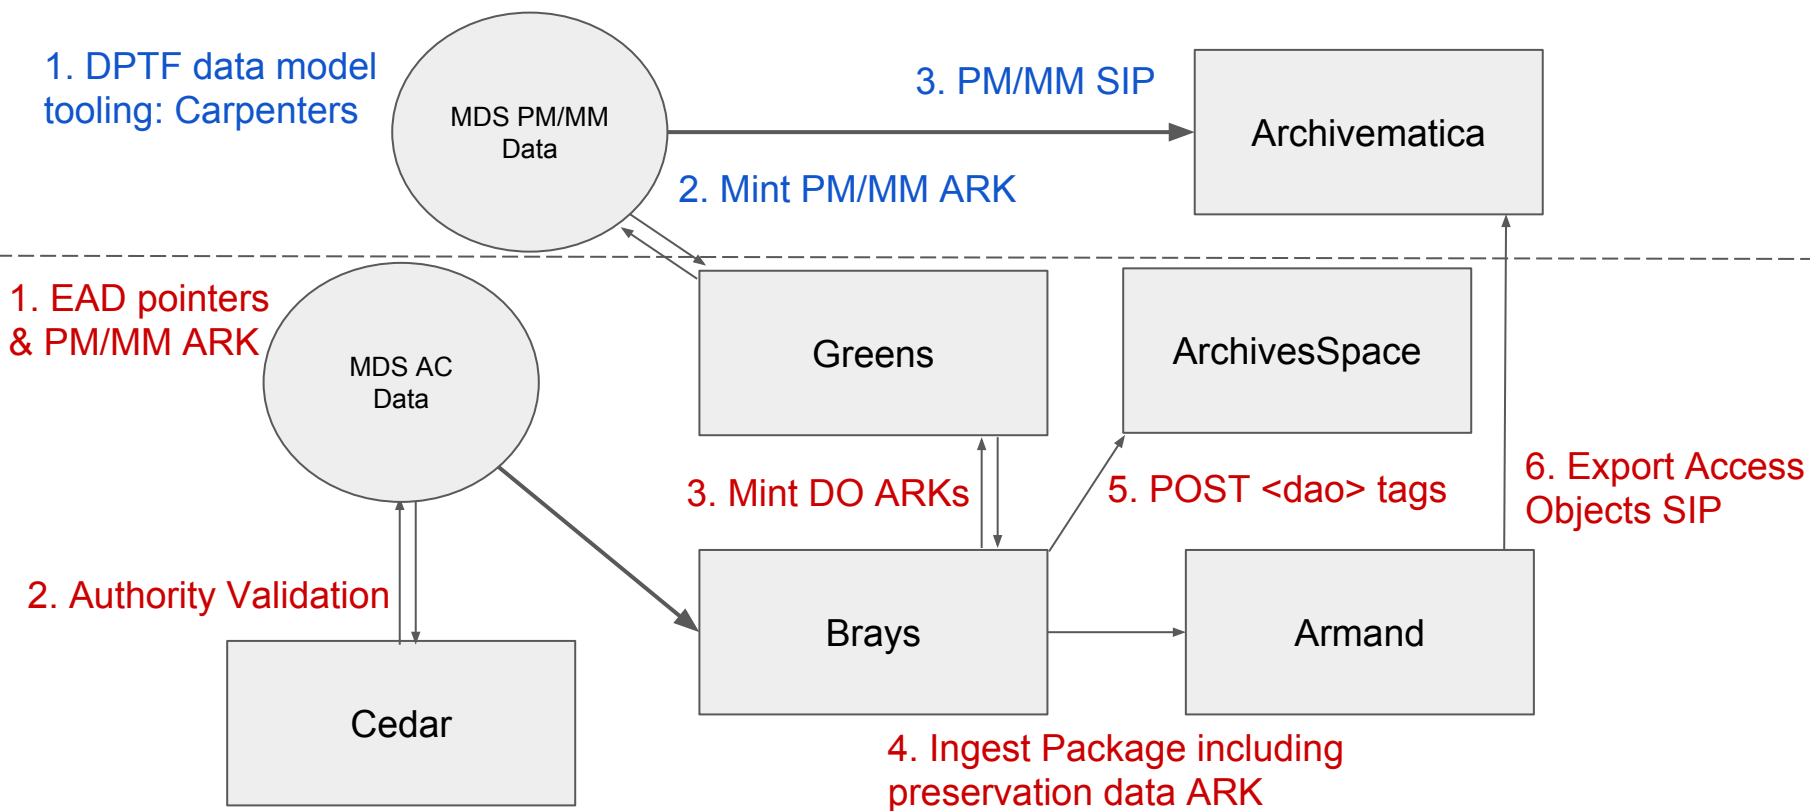 1. DPTF data model
tooling: Carpenters
MDS PM/MM
Data
3. PM/MM SIP
Archivematica
2. Mint PM/MM ARK
1. EAD pointers
& PM/MM ARK
MDS AC
Data
Greens
ArchivesSpace
3. Mint DO ARKs
5. POST <dao> tags
6. Export Access
Objects SIP
2. Authority Validation
Brays
Armand
Cedar
4. Ingest Package including
preservation data ARK